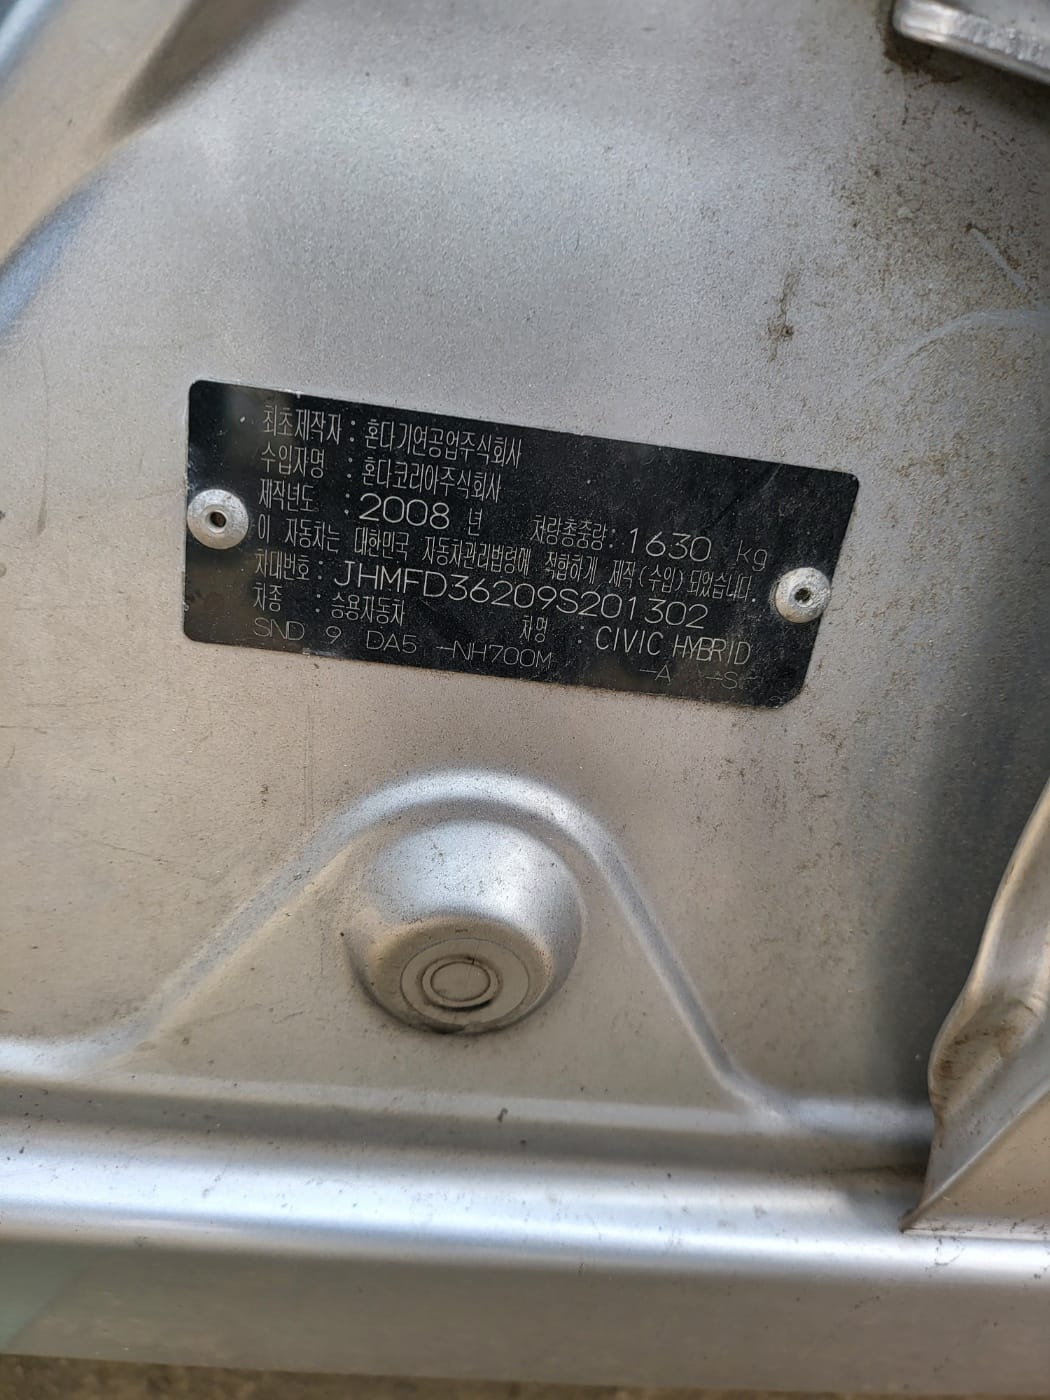 최초제작자 : 혼다기연공업주식회사
수입자명 : 혼다코리아주식회사
제작년도 : 2008 년 차량총중량: 1630 kg
이 자동차는 대한민국 자동차관리법령에 적합하게 제작(수입)되었습니다.
차대번호 : JHMFD36209S201302
차종 : 승용자동차 차명 : CIVIC HYBRID
SND 9 DA5 -NH700M -A -S